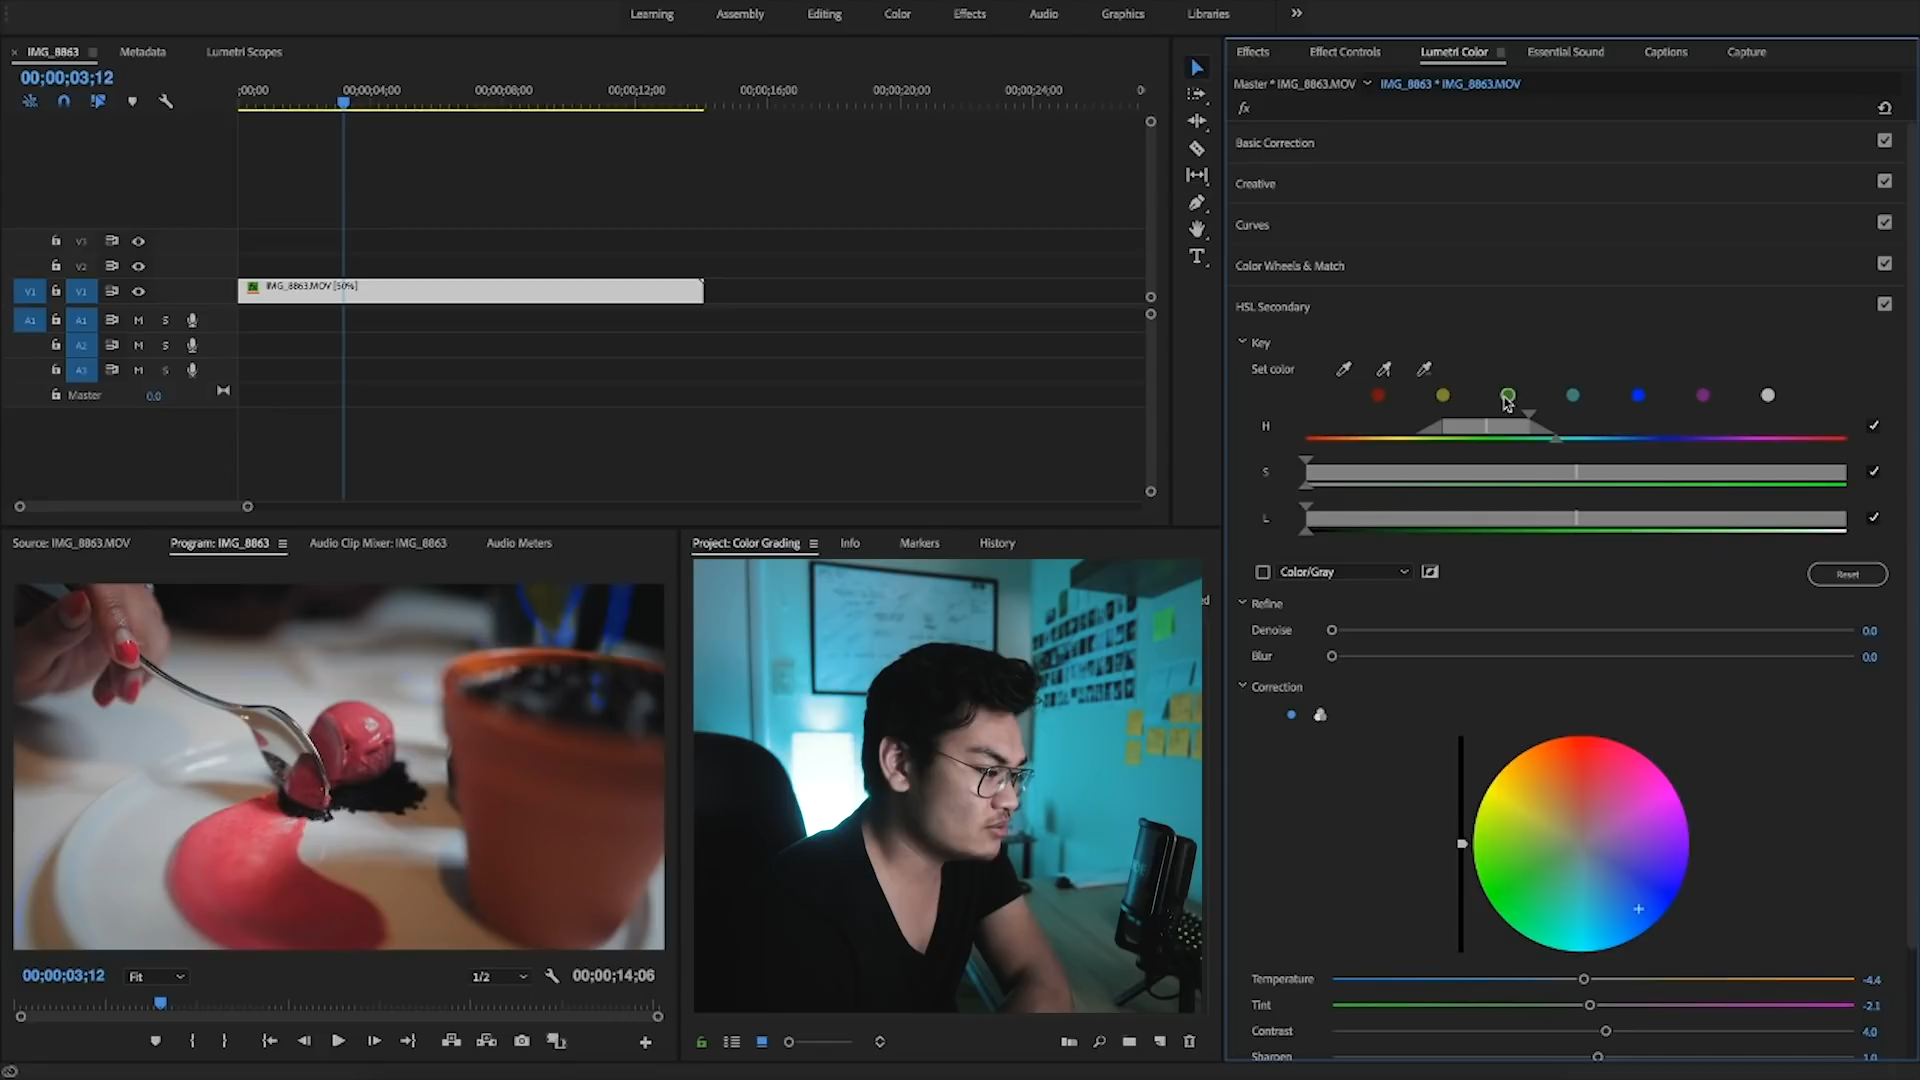 Learning Assembly Editing Color Effects Audio Graphics Libraries
IMG_8863 Metadata Lumetri Scopes
00;00;03;12
;00;00 00;00;04;00 00;00;08;00 00;00;12;00 00;00;16;00 00;00;20;00 00;00;24;00
V3
V2
V1 V1 IMG_8863.MOV [50%]
A1 A1 M S
A2 M S
A3 M S
Master 0.0
Effects Effect Controls Lumetri Color Essential Sound Captions Capture
Master * IMG_8863.MOV IMG_8863 * IMG_8863.MOV
fx
Basic Correction
Creative
Curves
Color Wheels & Match
HSL Secondary
Key
Set color
H
S
L
Color/Gray Reset
Refine
Denoise 0.0
Blur 0.0
Correction
Temperature -4.4
Tint -2.1
Contrast 4.0
Sharpen 1.0
Source: IMG_8863.MOV Program: IMG_8863 Audio Clip Mixer: IMG_8863 Audio Meters
00;00;03;12 Fit 1/2 00;00;14;06
Project: Color Grading Info Markers History